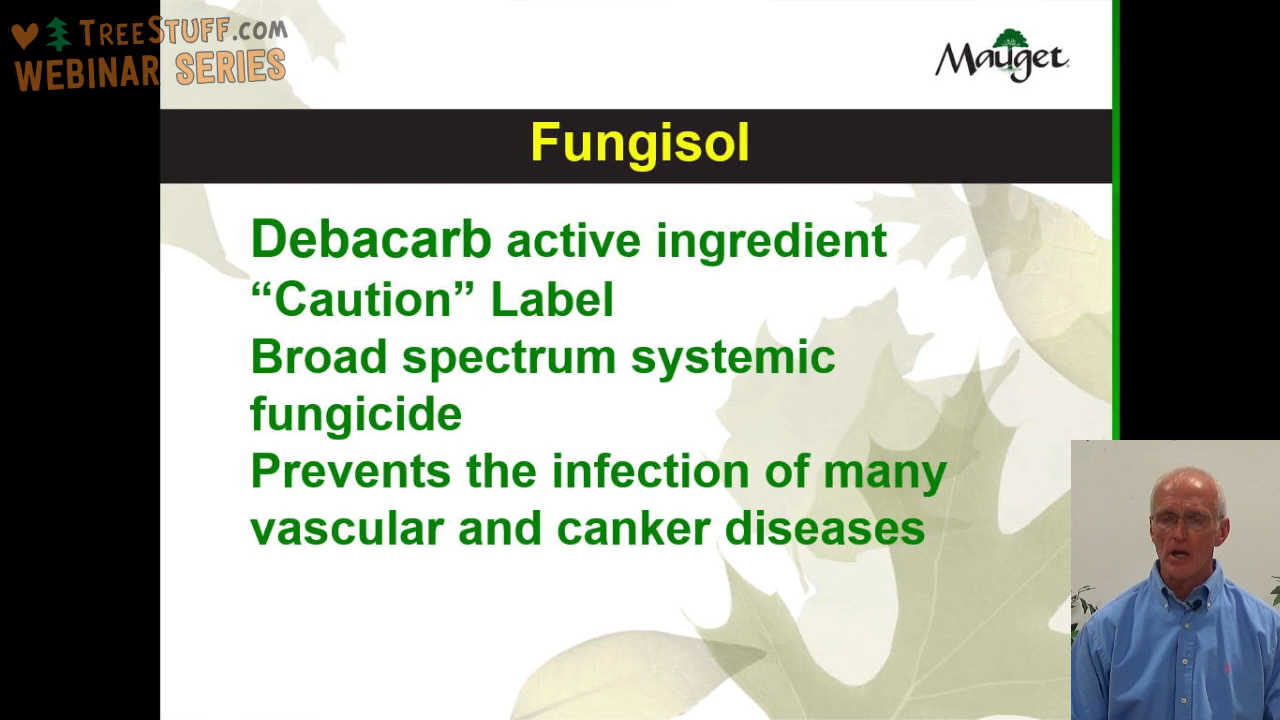 TREESTUFF.COM
WEBINAR SERIES
Mauget
Fungisol
Debacarb active ingredient
“Caution” Label
Broad spectrum systemic
fungicide
Prevents the infection of many
vascular and canker diseases